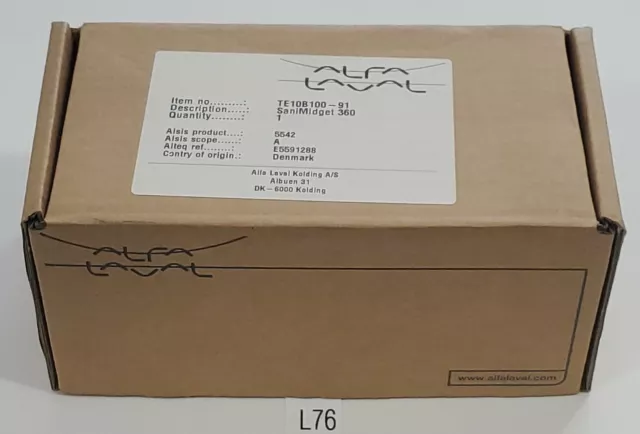 ALFA
LAVAL
Item no.........: TE10B100-91
Description.....: SaniMidget 360
Quantity........: 1
Alsis product....: 5542
Alsis scope.....: A
Alteq ref........: E5591288
Contry of origin.: Denmark
Alfa Laval Kolding A/S
Albuen 31
DK-6000 Kolding
ALFA
LAVAL
www.alfalaval.com
L76